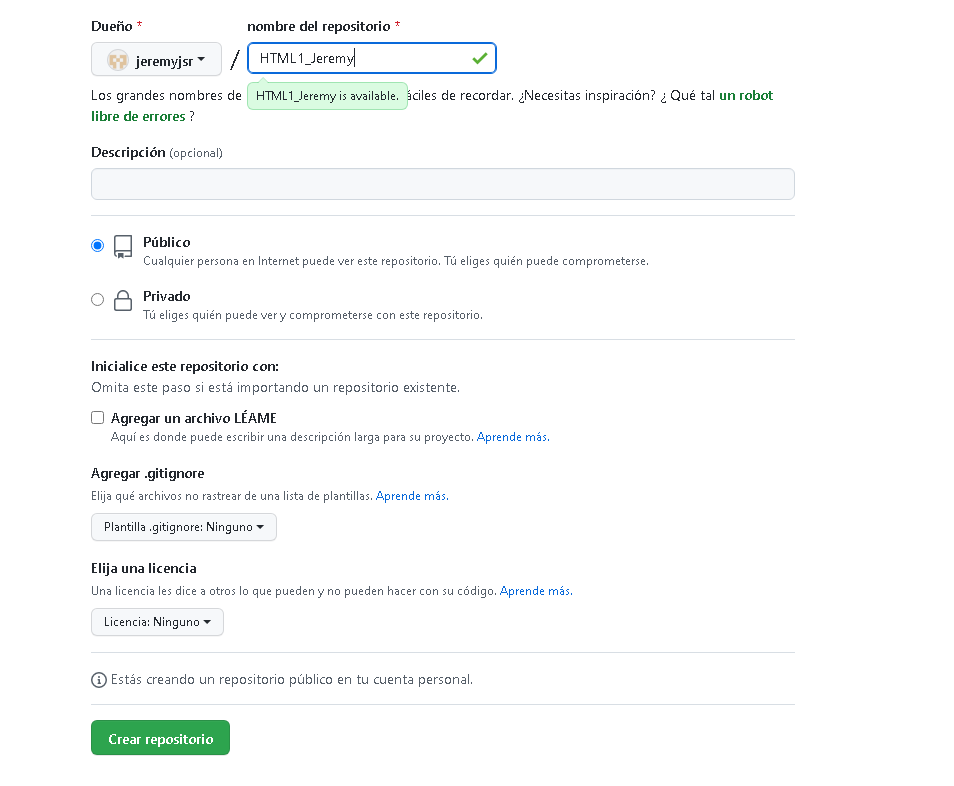 Dueño *
nombre del repositorio *
jeremyjsr
/
HTML1_Jeremy
HTML1_Jeremy is available.
Los grandes nombres de áciles de recordar. ¿Necesitas inspiración? ¿ Qué tal un robot
libre de errores ?
Descripción (opcional)
Público
Cualquier persona en Internet puede ver este repositorio. Tú eliges quién puede comprometerse.
Privado
Tú eliges quién puede ver y comprometerse con este repositorio.
Inicialice este repositorio con:
Omita este paso si está importando un repositorio existente.
Agregar un archivo LÉAME
Aquí es donde puede escribir una descripción larga para su proyecto. Aprende más.
Agregar .gitignore
Elija qué archivos no rastrear de una lista de plantillas. Aprende más.
Plantilla .gitignore: Ninguno
Elija una licencia
Una licencia les dice a otros lo que pueden y no pueden hacer con su código. Aprende más.
Licencia: Ninguno
Estás creando un repositorio público en tu cuenta personal.
Crear repositorio